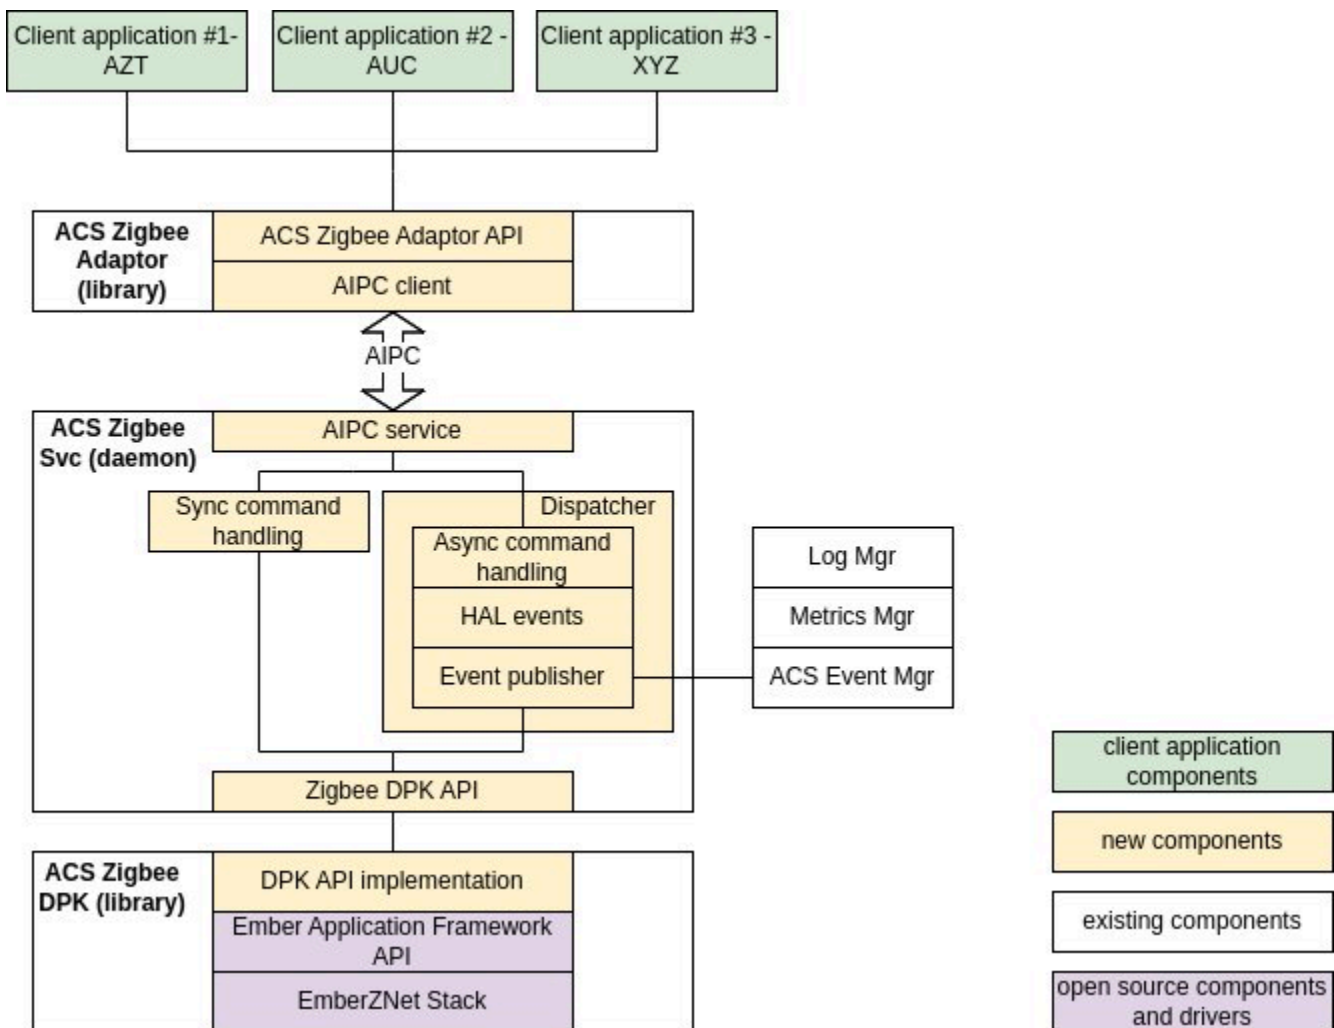 Client application #1-
AZT
Client application #2 -
AUC
Client application #3 -
XYZ
ACS Zigbee
Adaptor
(library)
ACS Zigbee Adaptor API
AIPC client
AIPC
ACS Zigbee
Svc (daemon)
AIPC service
Sync command
handling
Dispatcher
Async command
handling
HAL events
Event publisher
Log Mgr
Metrics Mgr
ACS Event Mgr
Zigbee DPK API
ACS Zigbee
DPK (library)
DPK API implementation
Ember Application Framework
API
EmberZNet Stack
client application
components
new components
existing components
open source components
and drivers